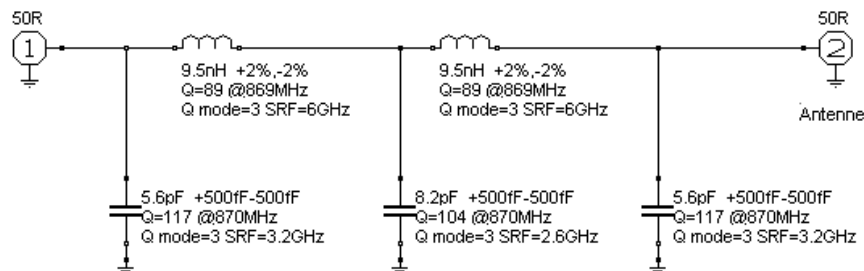 50R
1
50R
2
9.5nH +2%,-2%
Q=89 @869MHz
Q mode=3 SRF=6GHz
9.5nH +2%,-2%
Q=89 @869MHz
Q mode=3 SRF=6GHz
Antenne
5.6pF +500fF-500fF
Q=117 @870MHz
Q mode=3 SRF=3.2GHz
8.2pF +500fF-500fF
Q=104 @870MHz
Q mode=3 SRF=2.6GHz
5.6pF +500fF-500fF
Q=117 @870MHz
Q mode=3 SRF=3.2GHz